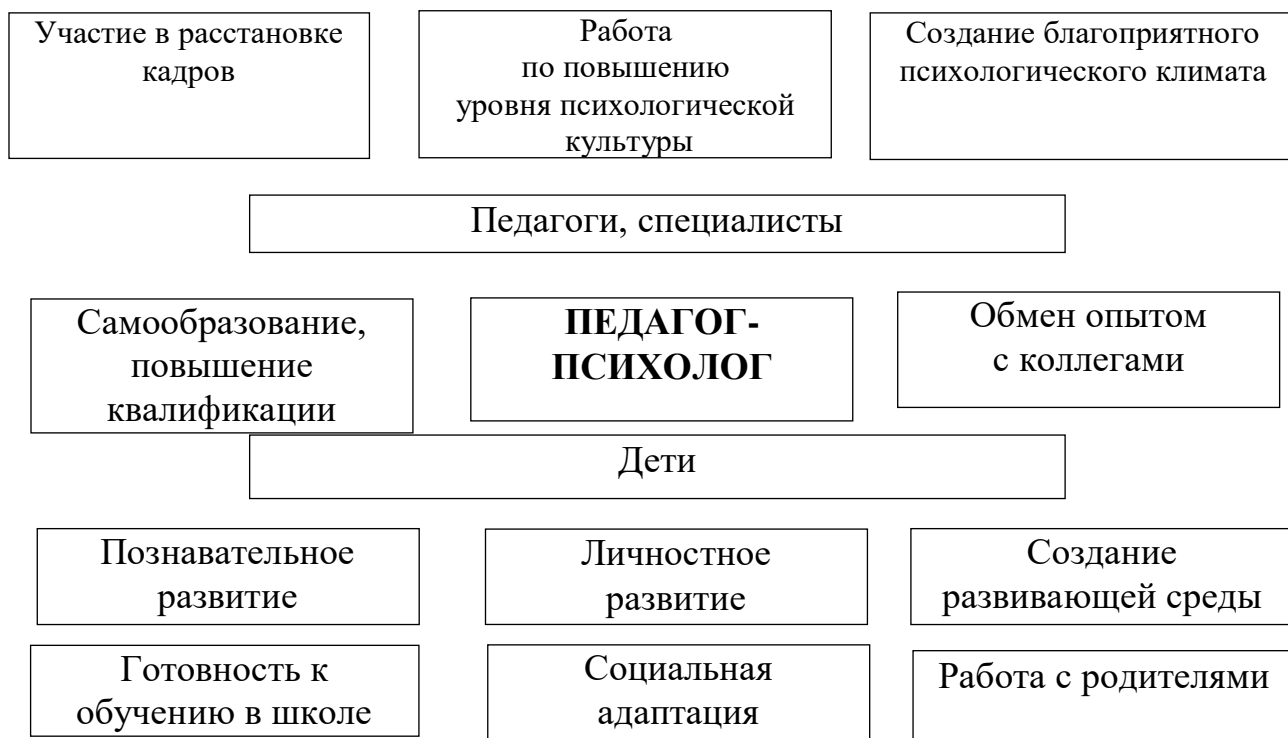 Участие в расстановке
кадров
Работа
по повышению
уровня психологической
культуры
Создание благоприятного
психологического климата
Педагоги, специалисты
Самообразование,
повышение
квалификации
ПЕДАГОГ-
ПСИХОЛОГ
Обмен опытом
с коллегами
Дети
Познавательное
развитие
Личностное
развитие
Создание
развивающей среды
Готовность к
обучению в школе
Социальная
адаптация
Работа с родителями